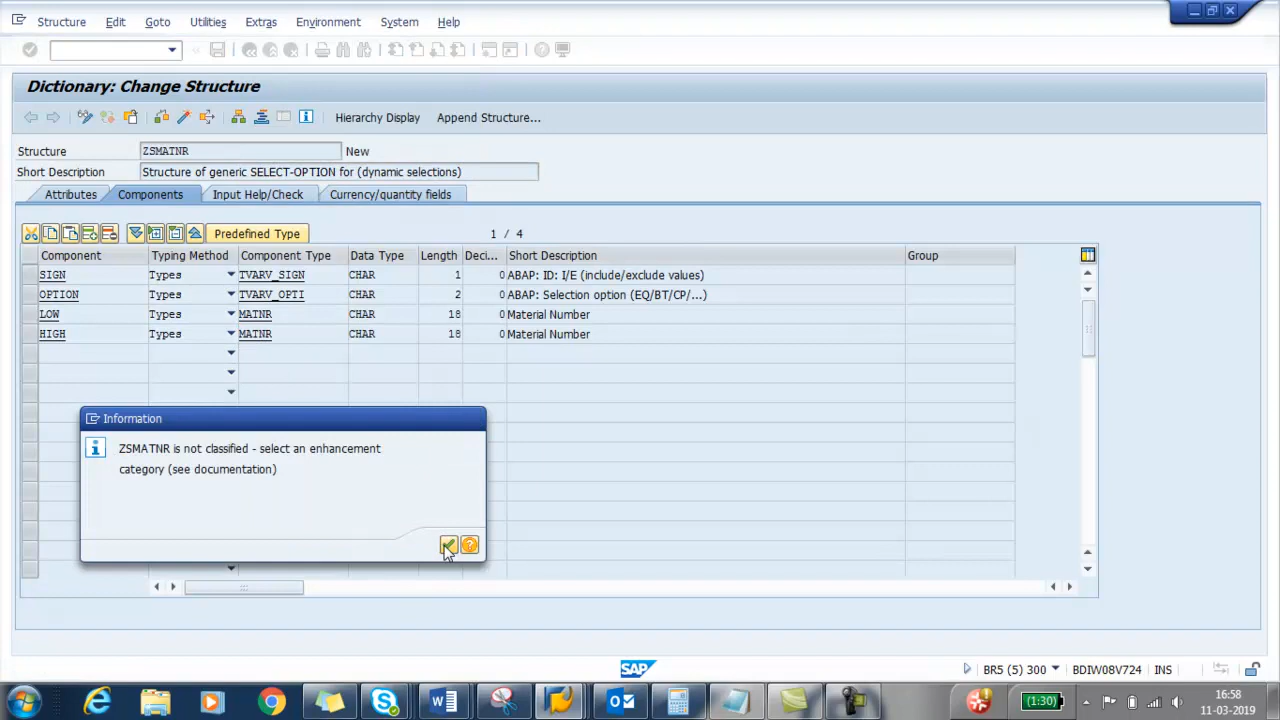 Structure Edit Goto Utilities Extras Environment System Help
Dictionary: Change Structure
Hierarchy Display Append Structure...
Structure ZSMATNR New
Short Description Structure of generic SELECT-OPTION for (dynamic selections)
Attributes Components Input Help/Check Currency/quantity fields
Predefined Type 1 / 4
Component Typing Method Component Type Data Type Length Deci... Short Description Group
SIGN Types TVARV_SIGN CHAR 1 0 ABAP: ID: I/E (include/exclude values)
OPTION Types TVARV_OPTI CHAR 2 0 ABAP: Selection option (EQ/BT/CP/...)
LOW Types MATNR CHAR 18 0 Material Number
HIGH Types MATNR CHAR 18 0 Material Number
Information
ZSMATNR is not classified - select an enhancement
category (see documentation)
SAP BR5 (5) 300 BDIW08V724 INS
(1:30) 16:58
11-03-2019